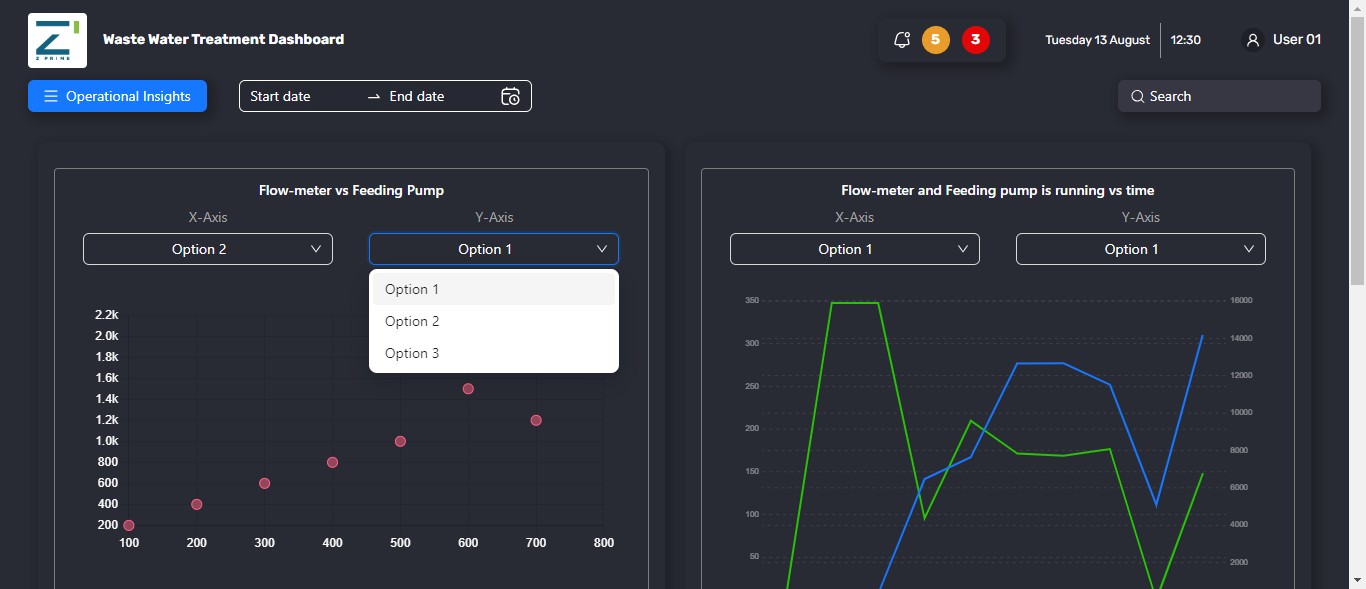 Z PRIME
Waste Water Treatment Dashboard
5
3
Tuesday 13 August
12:30
User 01
Operational Insights
Start date
End date
Search
Flow-meter vs Feeding Pump
X-Axis
Y-Axis
Option 2
Option 1
Option 1
Option 2
Option 3
2.2k
2.0k
1.8k
1.6k
1.4k
1.2k
1.0k
800
600
400
200
100 200 300 400 500 600 700 800
Flow-meter and Feeding pump is running vs time
X-Axis
Y-Axis
Option 1
Option 1
350
300
250
200
150
100
50
16000
14000
12000
10000
8000
6000
4000
2000